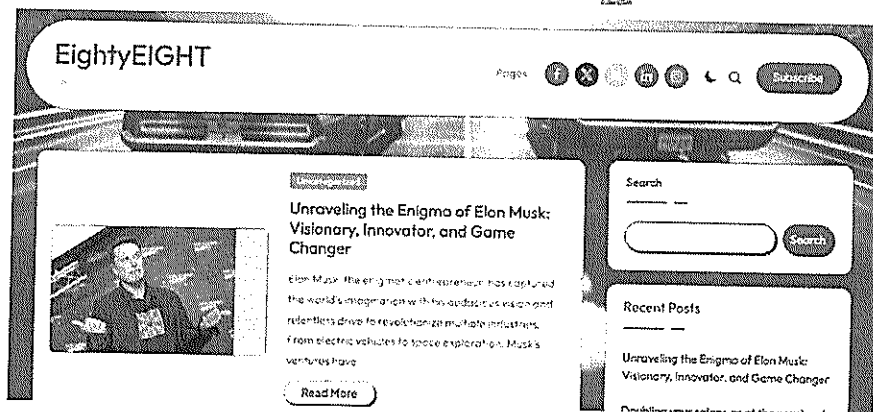 EightyEIGHT
Pages
Subscribe
Unraveling the Enigma of Elon Musk:
Visionary, Innovator, and Game
Changer
Elon Musk, the enigmatic entrepreneur, has captured
the world's imagination with his audacious vision and
relentless drive to revolutionize multiple industries.
From electric vehicles to space exploration, Musk's
ventures have
Read More
Search
Search
Recent Posts
Unraveling the Enigma of Elon Musk:
Visionary, Innovator, and Game Changer